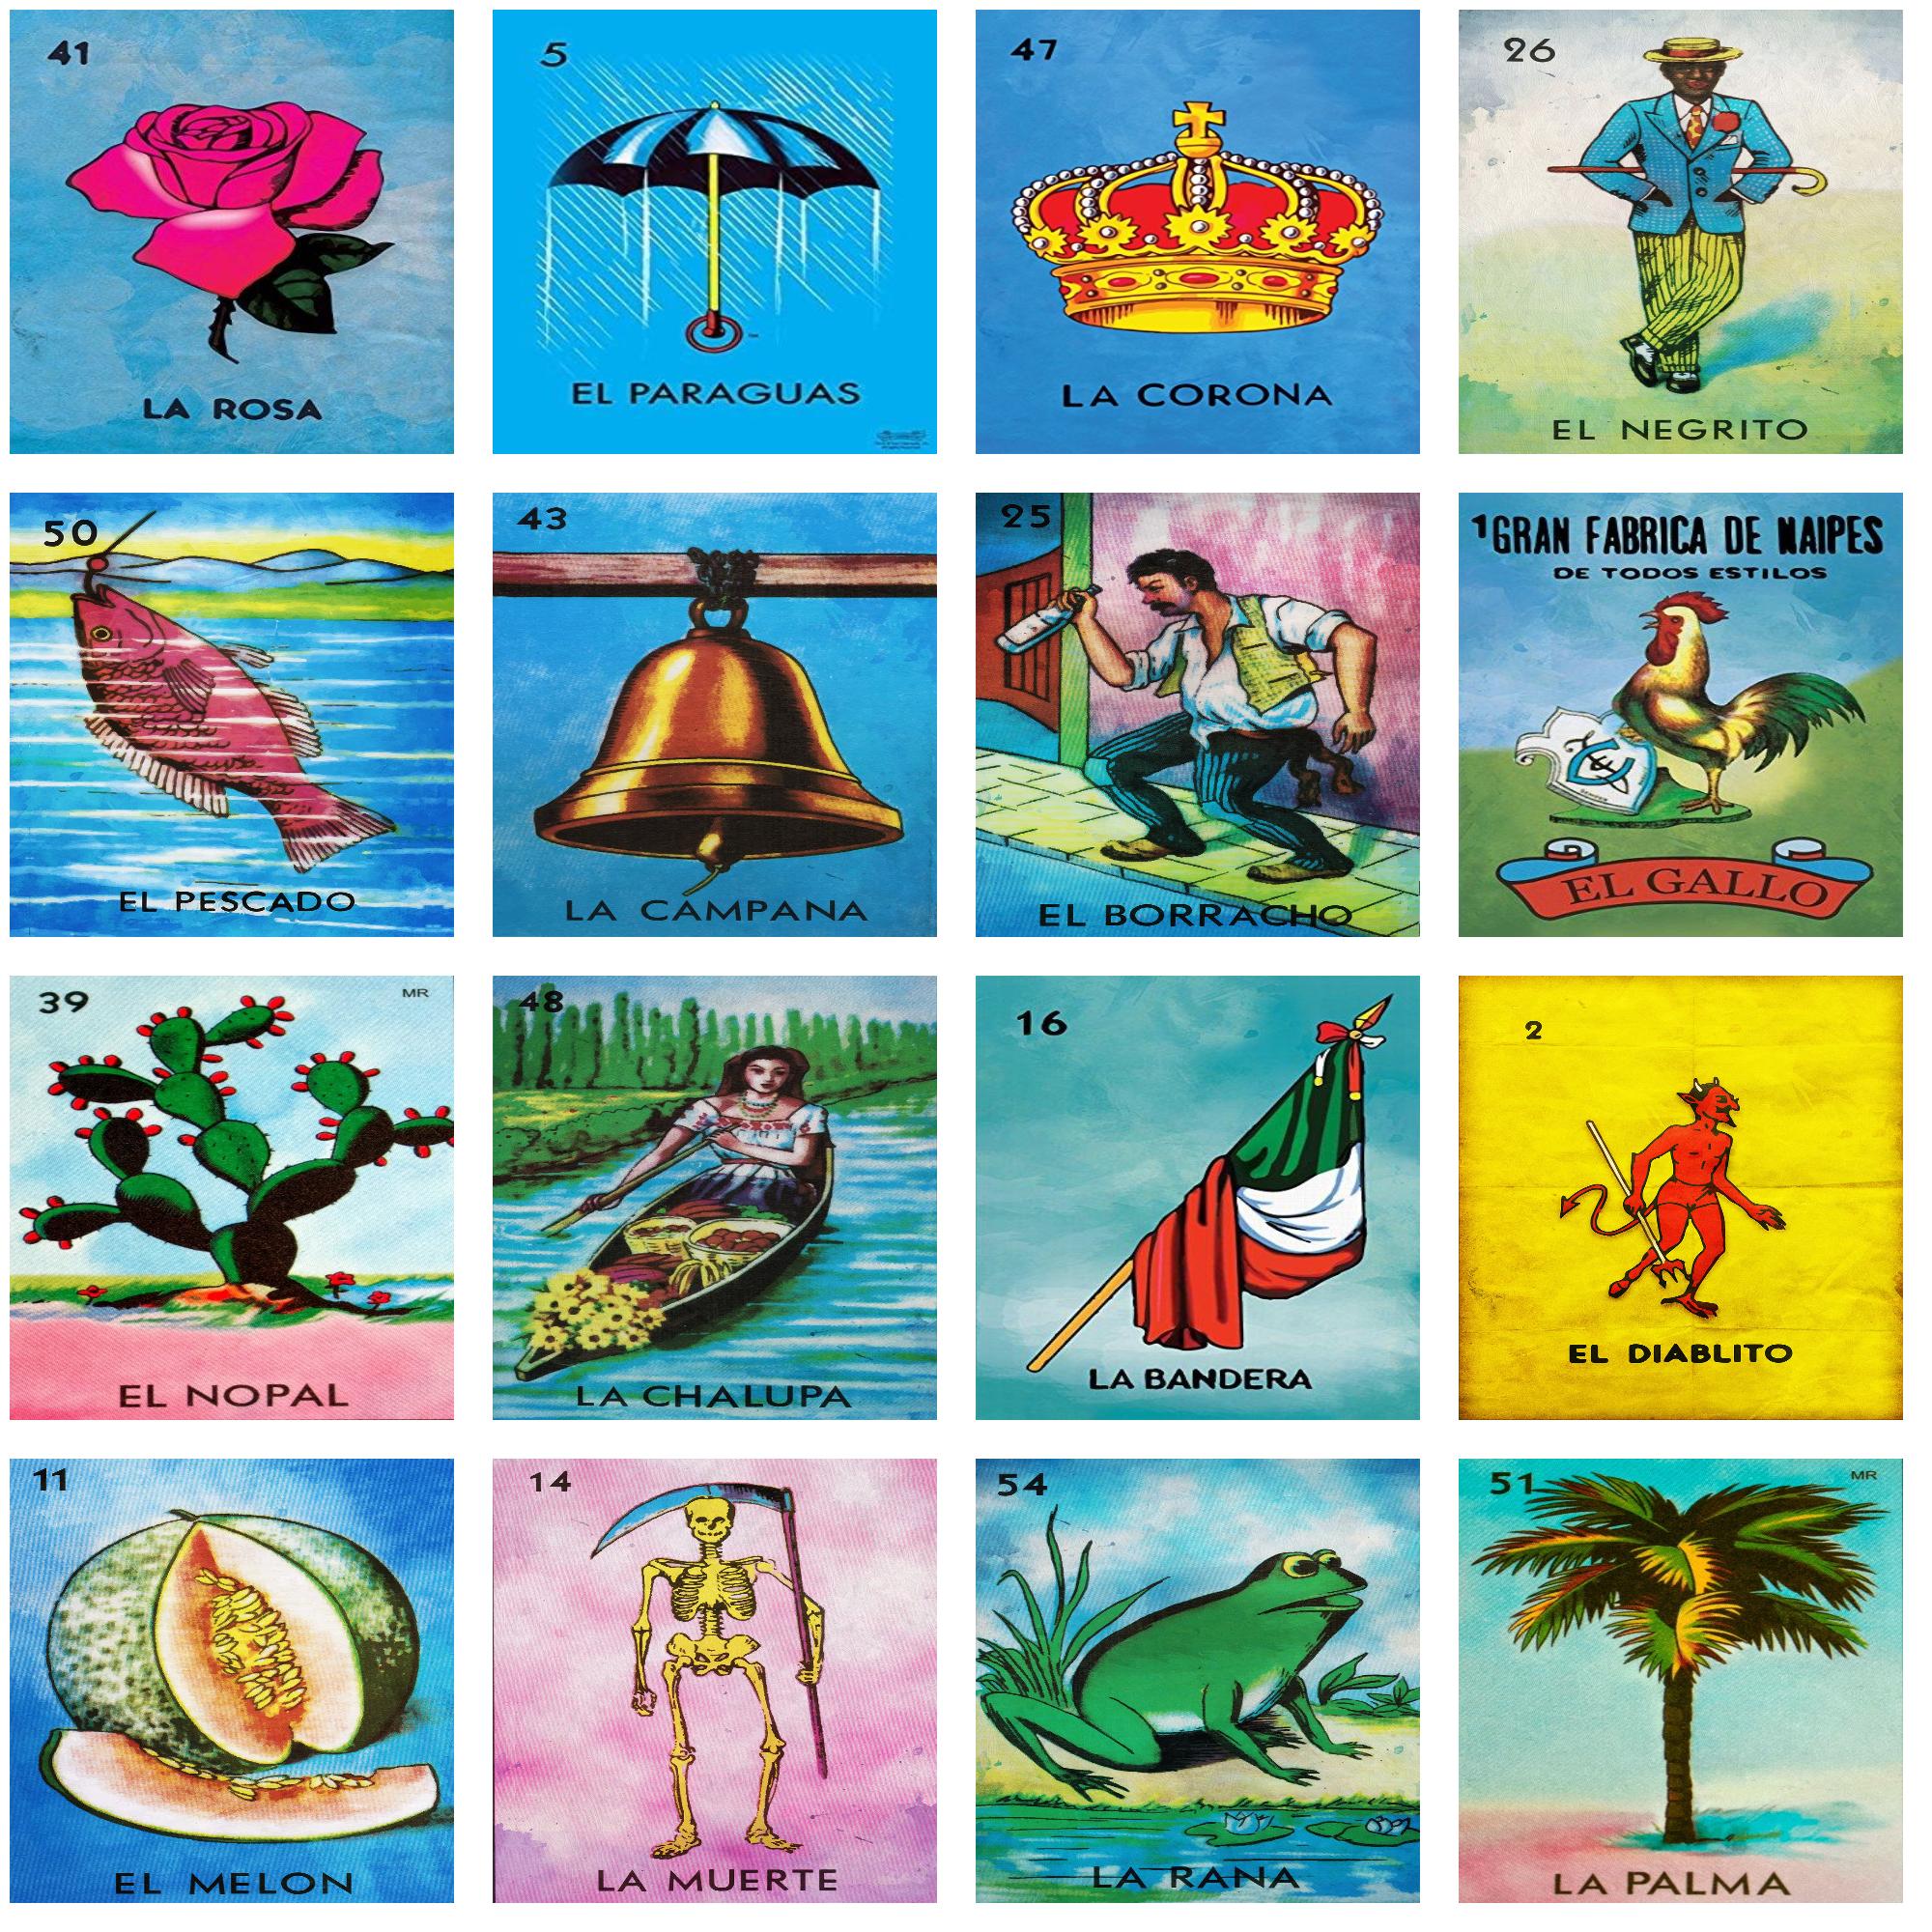 41
LA ROSA
5
EL PARAGUAS
47
LA CORONA
26
EL NEGRITO
50
EL PESCADO
43
LA CAMPANA
25
EL BORRACHO
1 GRAN FABRICA DE NAIPES
DE TODOS ESTILOS
EL GALLO
39 MR
EL NOPAL
48
LA CHALUPA
16
LA BANDERA
2
EL DIABLITO
11
EL MELON
14
LA MUERTE
54
LA RANA
51 MR
LA PALMA